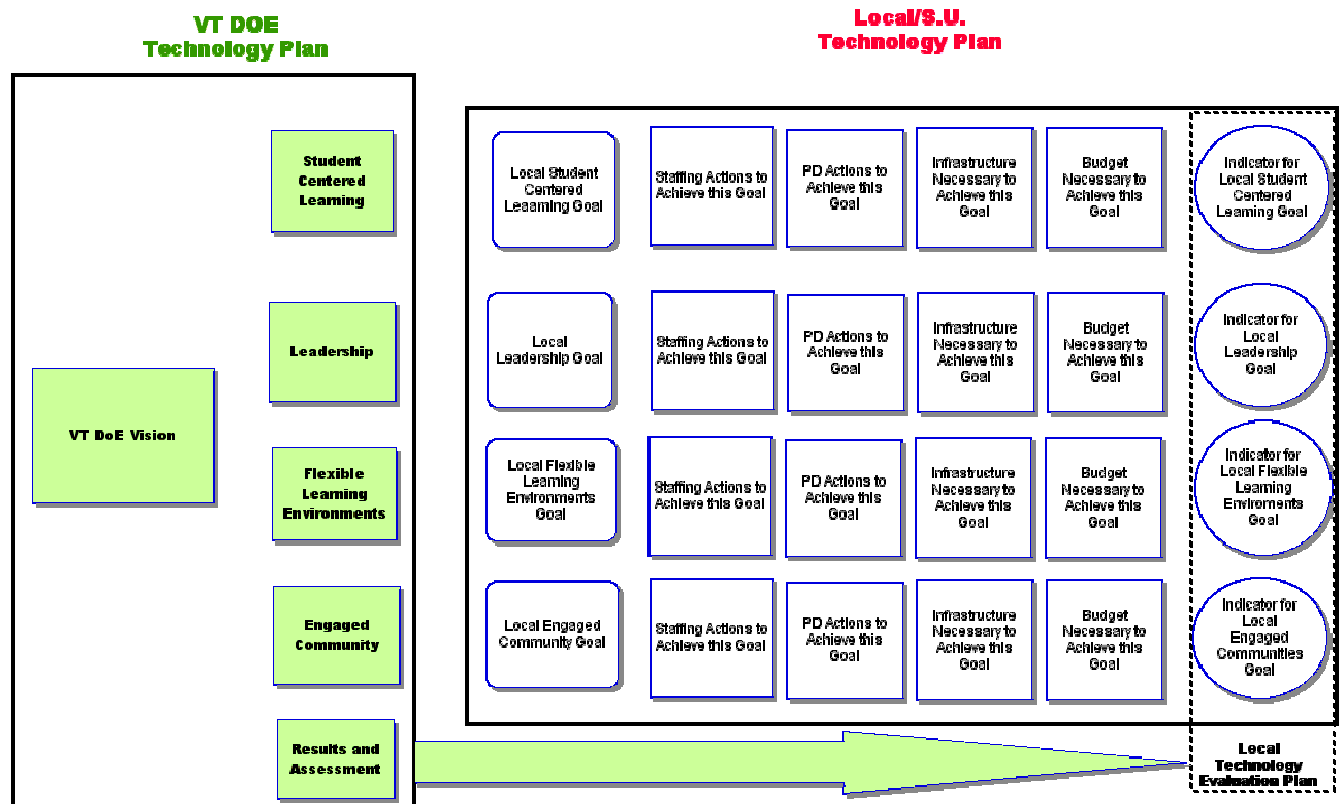 VT DOE
Technology Plan
Local/S.U.
Technology Plan
Student
Centered
Learning
Local Student
Centered
Learning Goal
Staffing Actions to
Achieve this Goal
PD Actions to
Achieve this
Goal
Infrastructure
Necessary to
Achieve this
Goal
Budget
Necessary to
Achieve this
Goal
Indicator for
Local Student
Centered
Learning Goal
Leadership
Local
Leadership Goal
Staffing Actions to
Achieve this Goal
PD Actions to
Achieve this
Goal
Infrastructure
Necessary to
Achieve this
Goal
Budget
Necessary to
Achieve this
Goal
Indicator for
Local
Leadership
Goal
VT DoE Vision
Flexible
Learning
Environments
Local Flexible
Learning
Environments
Goal
Staffing Actions to
Achieve this Goal
PD Actions to
Achieve this
Goal
Infrastructure
Necessary to
Achieve this
Goal
Budget
Necessary to
Achieve this
Goal
Indicator for
Local Flexible
Learning
Enviroments
Goal
Engaged
Community
Local Engaged
Community Goal
Staffing Actions to
Achieve this Goal
PD Actions to
Achieve this
Goal
Infrastructure
Necessary to
Achieve this
Goal
Budget
Necessary to
Achieve this
Goal
Indicator for
Local
Engaged
Communities
Goal
Results and
Assessment
Local
Technology
Evaluation Plan